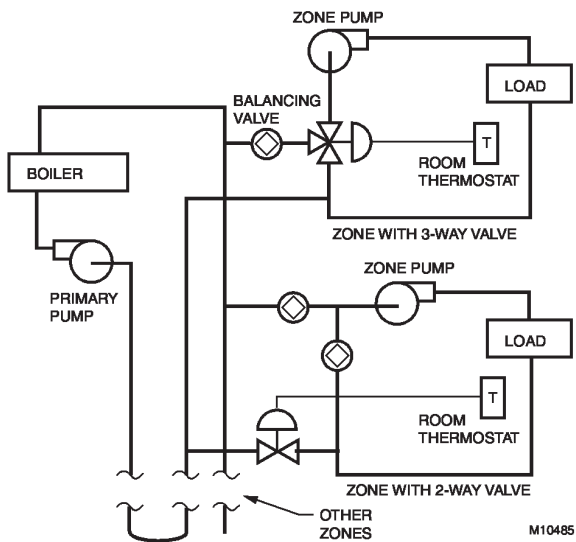 ZONE PUMP
LOAD
BALANCING
VALVE
T
ROOM
THERMOSTAT
BOILER
ZONE WITH 3-WAY VALVE
ZONE PUMP
PRIMARY
PUMP
LOAD
T
ROOM
THERMOSTAT
ZONE WITH 2-WAY VALVE
OTHER
ZONES
M10485